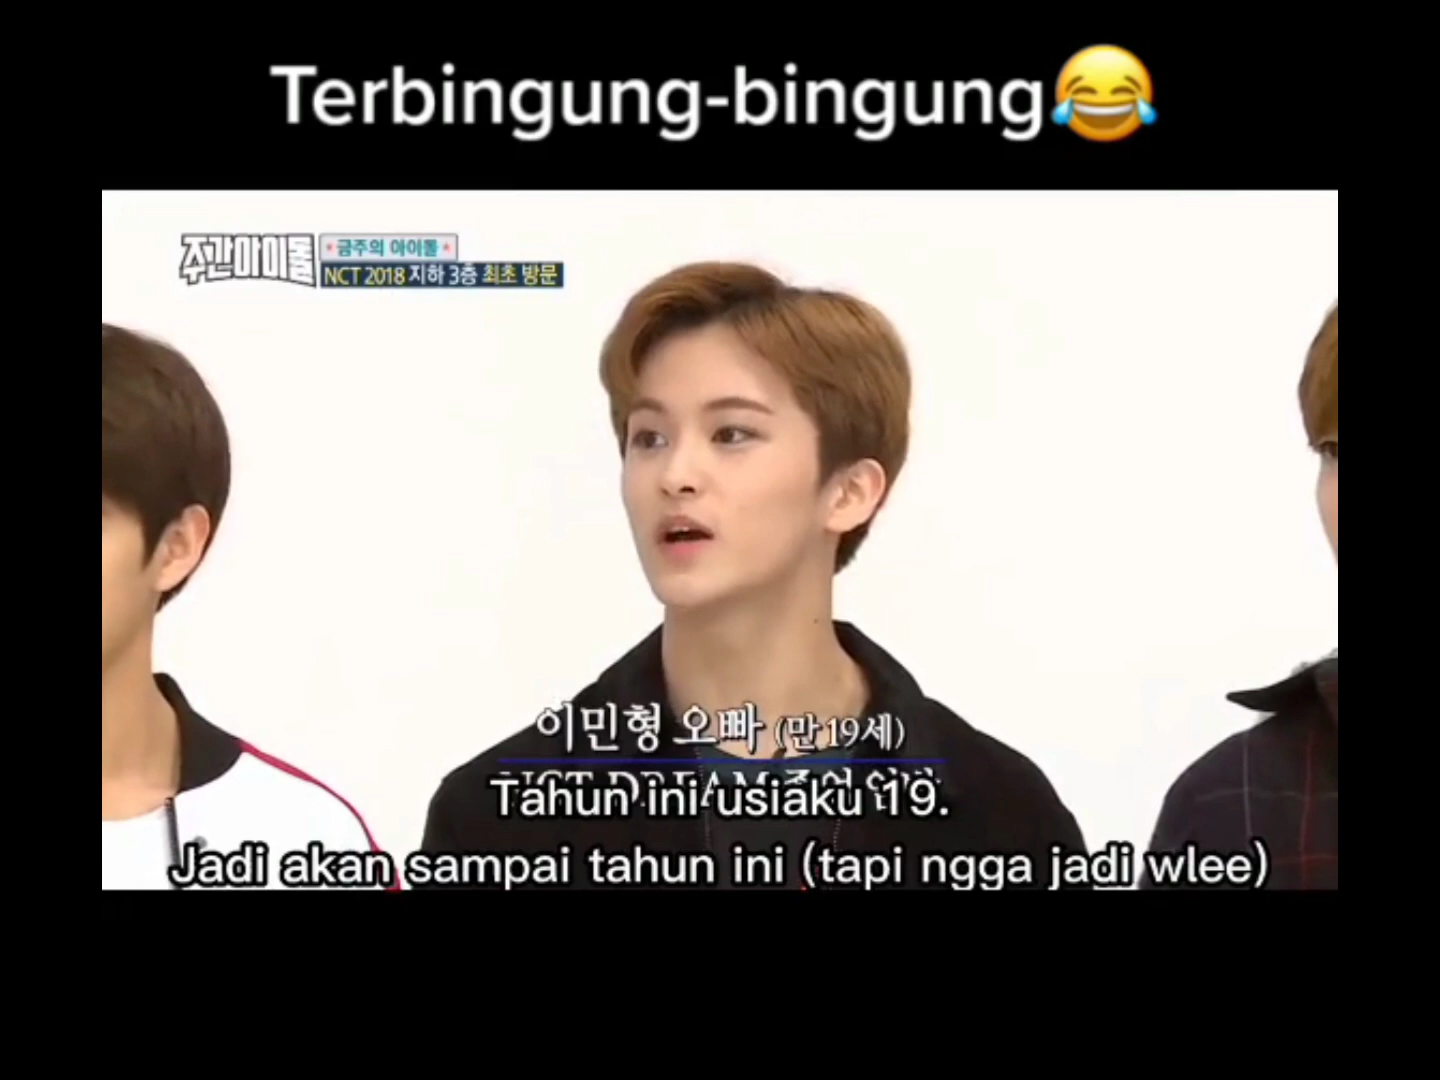 Terbingung-bingung😂
주간아이돌
* 금주의 아이돌 *
NCT 2018 지하 3층 최초 방문
이민형 오빠 (만 19세)
NCT DREAM
Tahun ini usiaku 19.
Jadi akan sampai tahun ini (tapi ngga jadi wlee)